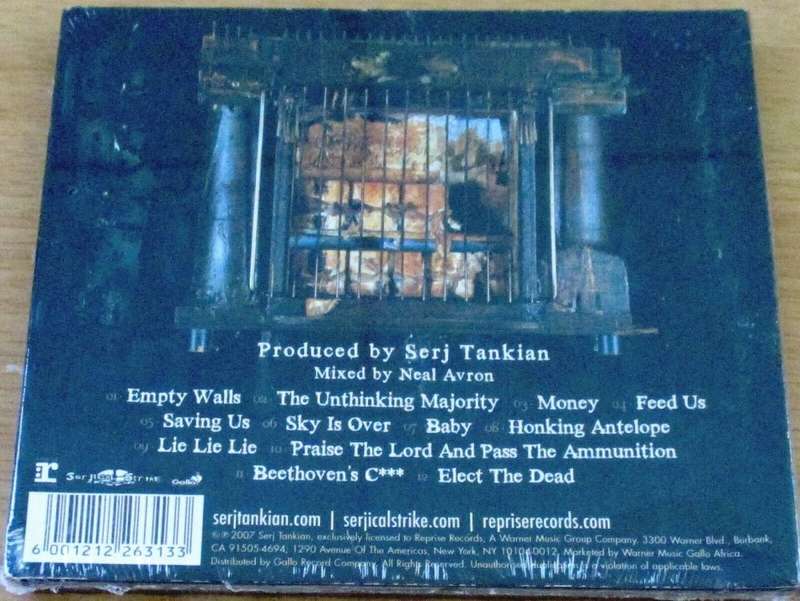 Produced by Serj Tankian
Mixed by Neal Avron
01 Empty Walls 02 The Unthinking Majority 03 Money 04 Feed Us
05 Saving Us 06 Sky Is Over 07 Baby 08 Honking Antelope
09 Lie Lie Lie 10 Praise The Lord And Pass The Ammunition
11 Beethoven's C*** 12 Elect The Dead
r Serjical Strike Gallo
serjtankian.com | serjicalstrike.com | repriserecords.com
©℗ 2007 Serj Tankian, exclusively licensed to Reprise Records, A Warner Music Group Company. 3300 Warner Blvd., Burbank,
CA 91505-4694, 1290 Avenue Of The Americas, New York, NY 10104-0012. Marketed by Warner Music Gallo Africa.
Distributed by Gallo Record Company. All Rights Reserved. Unauthorised duplication is a violation of applicable laws.
6 001212 263133